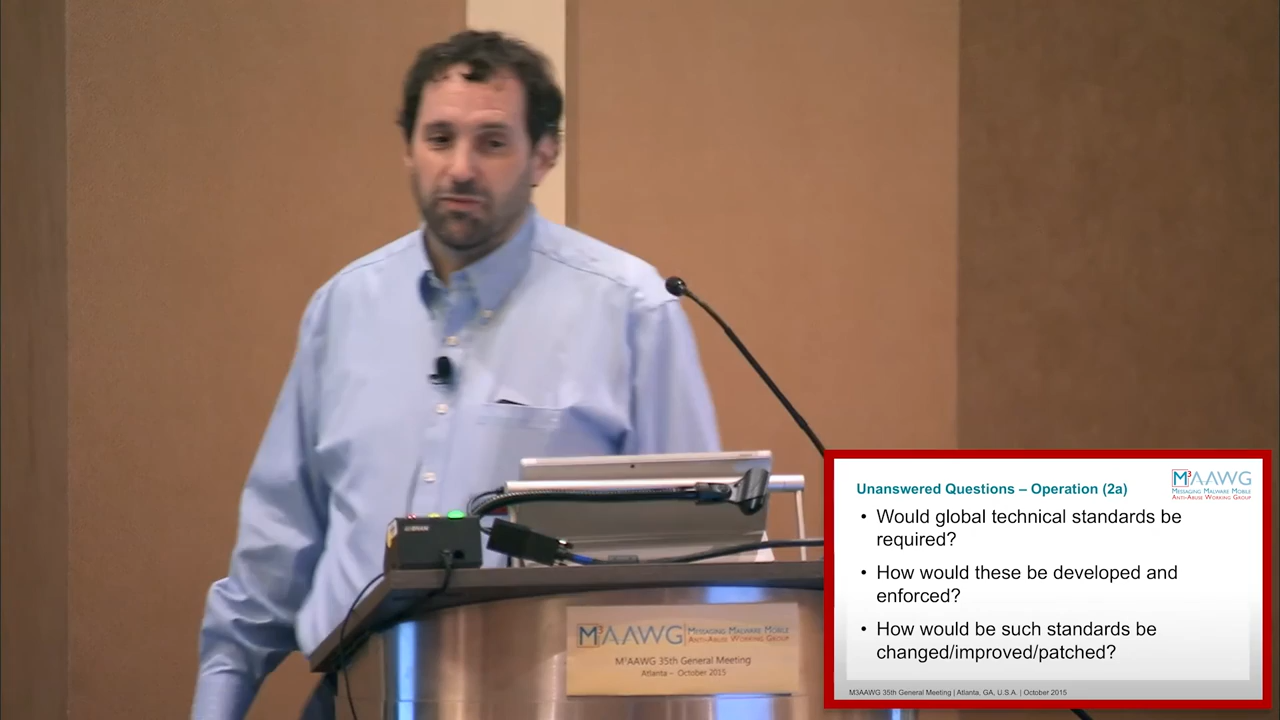 M³AAWG
MESSAGING MALWARE MOBILE
ANTI-ABUSE WORKING GROUP
M³AAWG 35th General Meeting
Atlanta – October 2015
M³AAWG
MESSAGING MALWARE MOBILE
ANTI-ABUSE WORKING GROUP
Unanswered Questions – Operation (2a)
• Would global technical standards be
required?
• How would these be developed and
enforced?
• How would be such standards be
changed/improved/patched?
M3AAWG 35th General Meeting | Atlanta, GA, U.S.A. | October 2015